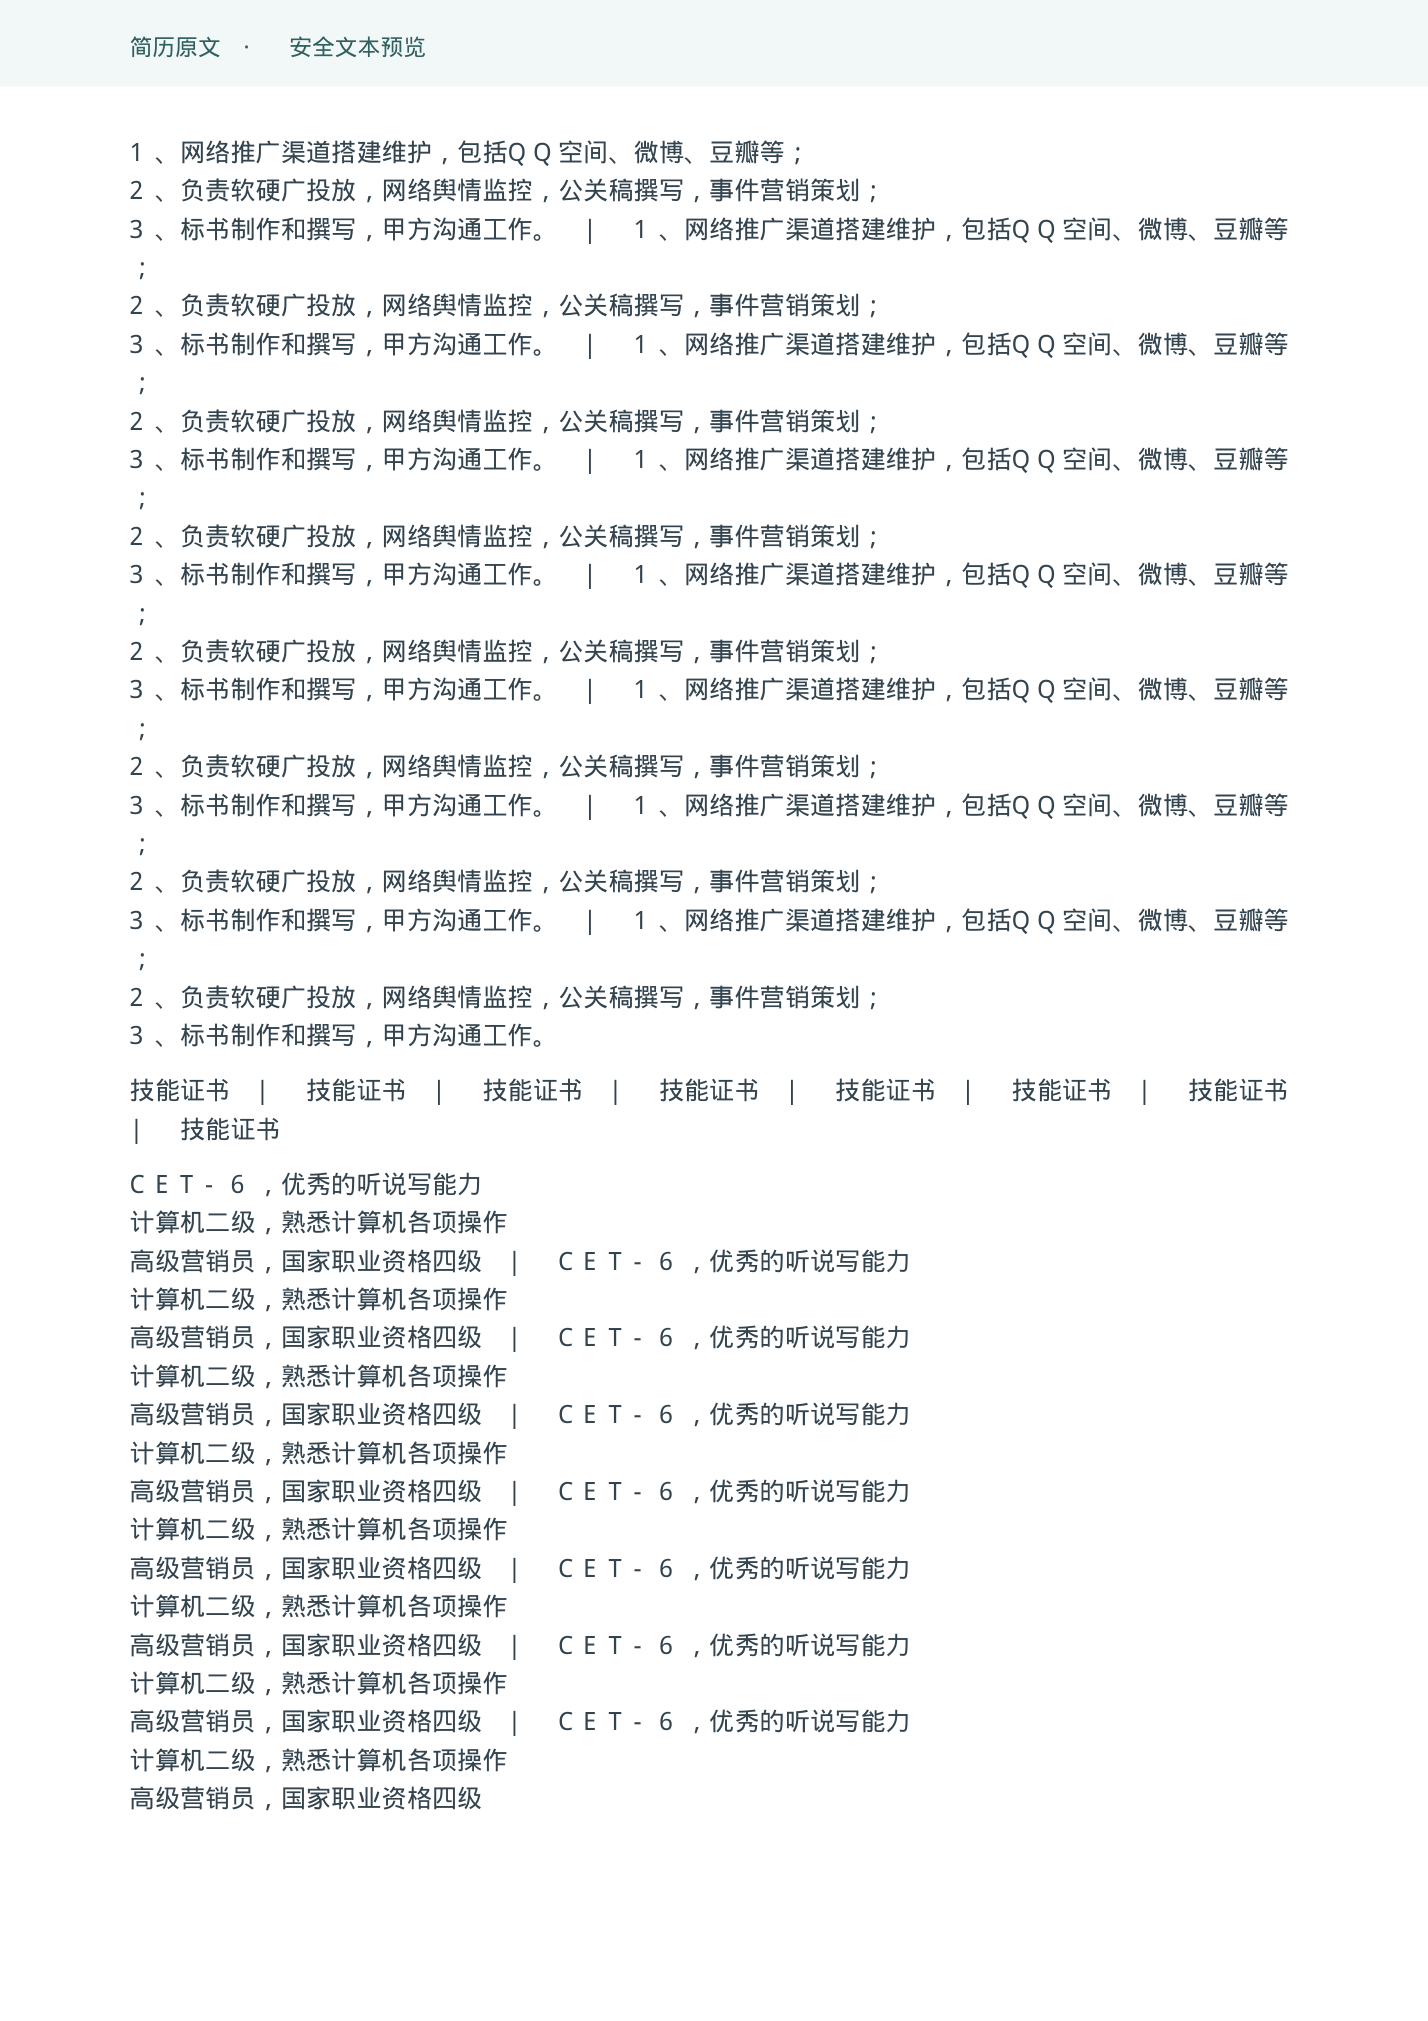 简历原文 · 安全文本预览
1、网络推广渠道搭建维护,包括QQ空间、微博、豆瓣等;
2、负责软硬广投放,网络舆情监控,公关稿撰写,事件营销策划;
3、标书制作和撰写,甲方沟通工作。 | 1、网络推广渠道搭建维护,包括QQ空间、微博、豆瓣等
;
2、负责软硬广投放,网络舆情监控,公关稿撰写,事件营销策划;
3、标书制作和撰写,甲方沟通工作。 | 1、网络推广渠道搭建维护,包括QQ空间、微博、豆瓣等
;
2、负责软硬广投放,网络舆情监控,公关稿撰写,事件营销策划;
3、标书制作和撰写,甲方沟通工作。 | 1、网络推广渠道搭建维护,包括QQ空间、微博、豆瓣等
;
2、负责软硬广投放,网络舆情监控,公关稿撰写,事件营销策划;
3、标书制作和撰写,甲方沟通工作。 | 1、网络推广渠道搭建维护,包括QQ空间、微博、豆瓣等
;
2、负责软硬广投放,网络舆情监控,公关稿撰写,事件营销策划;
3、标书制作和撰写,甲方沟通工作。 | 1、网络推广渠道搭建维护,包括QQ空间、微博、豆瓣等
;
2、负责软硬广投放,网络舆情监控,公关稿撰写,事件营销策划;
3、标书制作和撰写,甲方沟通工作。 | 1、网络推广渠道搭建维护,包括QQ空间、微博、豆瓣等
;
2、负责软硬广投放,网络舆情监控,公关稿撰写,事件营销策划;
3、标书制作和撰写,甲方沟通工作。 | 1、网络推广渠道搭建维护,包括QQ空间、微博、豆瓣等
;
2、负责软硬广投放,网络舆情监控,公关稿撰写,事件营销策划;
3、标书制作和撰写,甲方沟通工作。
技能证书 | 技能证书 | 技能证书 | 技能证书 | 技能证书 | 技能证书 | 技能证书
| 技能证书
CET-6,优秀的听说写能力
计算机二级,熟悉计算机各项操作
高级营销员,国家职业资格四级 | CET-6,优秀的听说写能力
计算机二级,熟悉计算机各项操作
高级营销员,国家职业资格四级 | CET-6,优秀的听说写能力
计算机二级,熟悉计算机各项操作
高级营销员,国家职业资格四级 | CET-6,优秀的听说写能力
计算机二级,熟悉计算机各项操作
高级营销员,国家职业资格四级 | CET-6,优秀的听说写能力
计算机二级,熟悉计算机各项操作
高级营销员,国家职业资格四级 | CET-6,优秀的听说写能力
计算机二级,熟悉计算机各项操作
高级营销员,国家职业资格四级 | CET-6,优秀的听说写能力
计算机二级,熟悉计算机各项操作
高级营销员,国家职业资格四级 | CET-6,优秀的听说写能力
计算机二级,熟悉计算机各项操作
高级营销员,国家职业资格四级